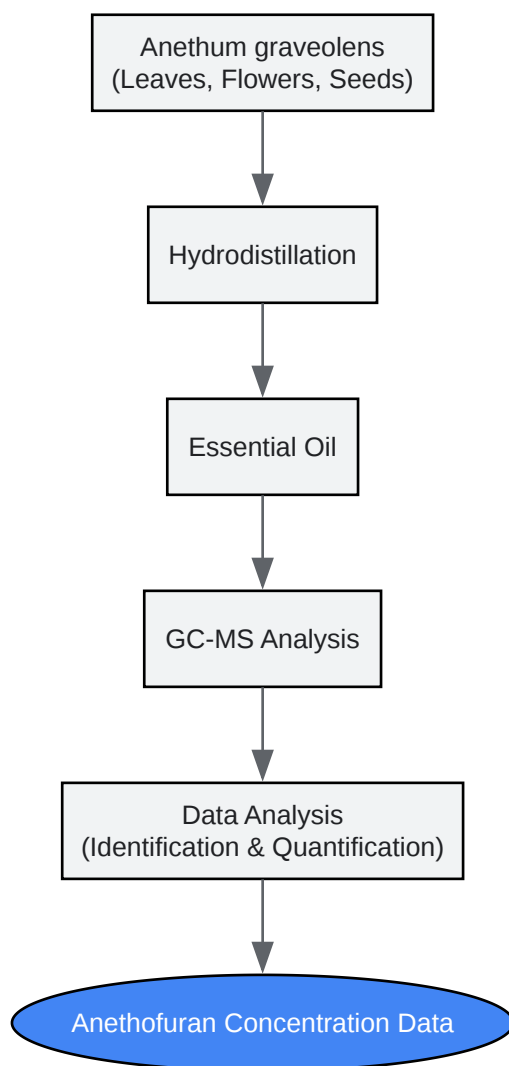 Anethum graveolens
(Leaves, Flowers, Seeds)
Hydrodistillation
Essential Oil
GC-MS Analysis
Data Analysis
(Identification & Quantification)
Anethofuran Concentration Data